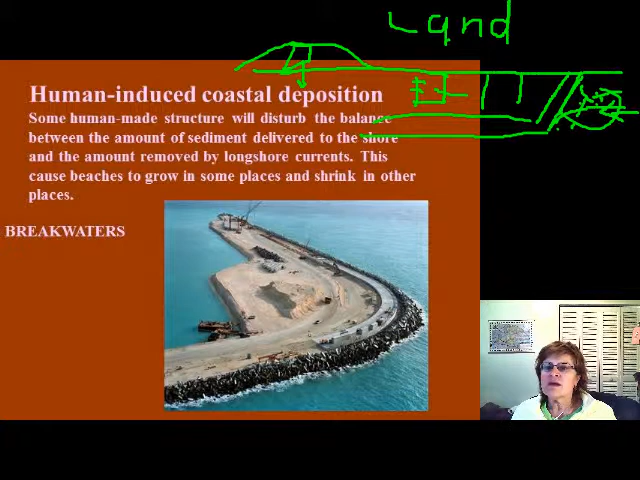 Land
Human-induced coastal deposition
Some human-made structure will disturb the balance
between the amount of sediment delivered to the shore
and the amount removed by longshore currents. This
cause beaches to grow in some places and shrink in other
places.
BREAKWATERS